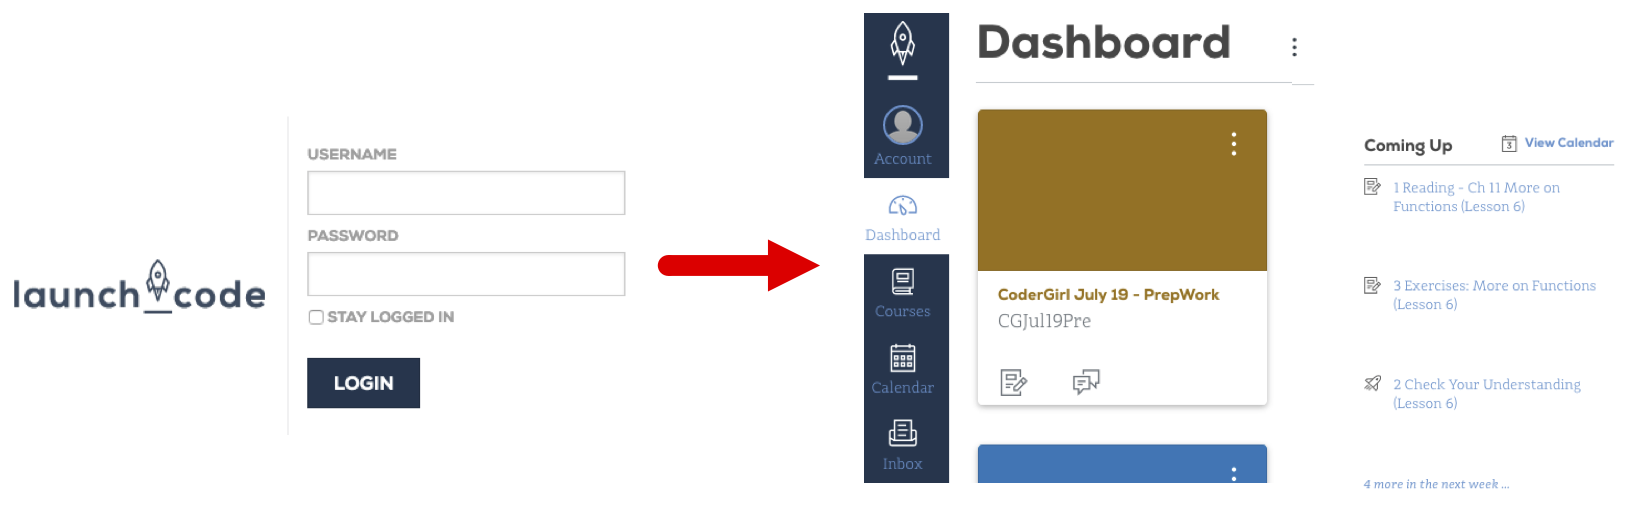 launch code
USERNAME
PASSWORD
STAY LOGGED IN
LOGIN
Account
Dashboard
Courses
Calendar
Inbox
Dashboard
CoderGirl July 19 - PrepWork
CGJul19Pre
Coming Up
3 View Calendar
1 Reading - Ch 11 More on
Functions (Lesson 6)
3 Exercises: More on Functions
(Lesson 6)
2 Check Your Understanding
(Lesson 6)
4 more in the next week ...